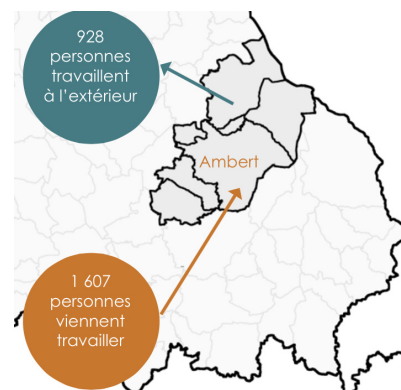 928
personnes
travaillent
à l'extérieur
Ambert
1 607
personnes
viennent
travailler